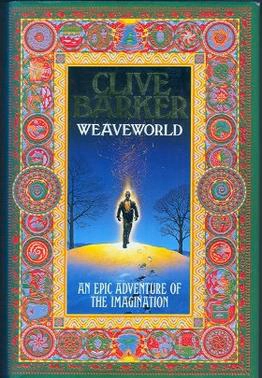 CLIVE
BARKER
WEAVEWORLD
AN EPIC ADVENTURE OF
THE IMAGINATION